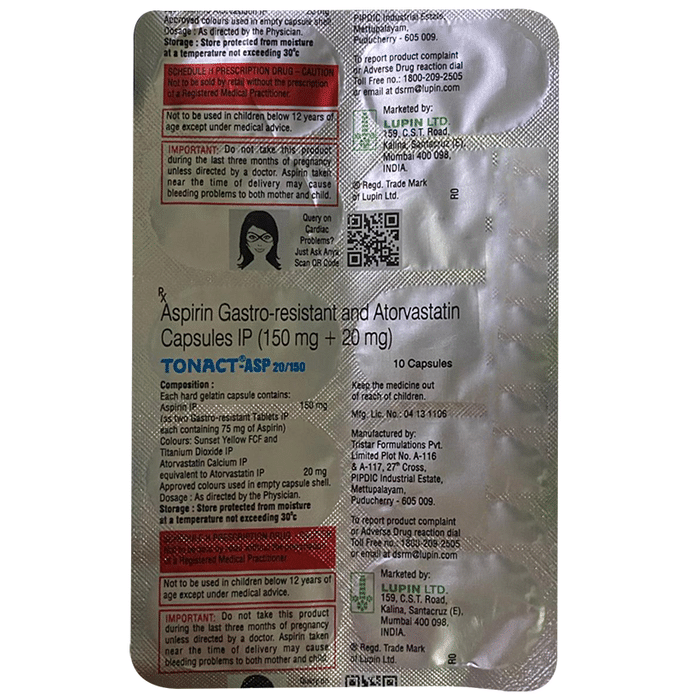 Approved colours used in empty capsule shell.
Dosage : As directed by the Physician.
Storage : Store protected from moisture
at a temperature not exceeding 30°c
SCHEDULE H PRESCRIPTION DRUG – CAUTION
Not to be sold by retail without the prescription
of a Registered Medical Practitioner.
Not to be used in children below 12 years of
age except under medical advice.
IMPORTANT: Do not take this product
during the last three months of pregnancy
unless directed by a doctor. Aspirin taken
near the time of delivery may cause
bleeding problems to both mother and child.
PIPDIC Industrial Estate,
Mettupalayam,
Puducherry - 605 009.
To report product complaint
or Adverse Drug reaction dial
Toll Free no.: 1800-209-2505
or email at dsrm@lupin.com
Marketed by:
LUPIN LTD.
159, C.S.T. Road,
Kalina, Santacruz (E),
Mumbai 400 098,
INDIA.
® Regd. Trade Mark
of Lupin Ltd.
R0
Query on
Cardiac
Problems?
Just Ask Anya
Scan QR Code
Rx
Aspirin Gastro-resistant and Atorvastatin
Capsules IP (150 mg + 20 mg)
TONACT®-ASP 20/150
10 Capsules
Composition :
Each hard gelatin capsule contains:
Aspirin IP 150 mg
(as two Gastro-resistant Tablets IP
each containing 75 mg of Aspirin)
Colours: Sunset Yellow FCF and
Titanium Dioxide IP
Atorvastatin Calcium IP
equivalent to Atorvastatin IP 20 mg
Approved colours used in empty capsule shell.
Dosage : As directed by the Physician.
Storage : Store protected from moisture
at a temperature not exceeding 30°c
SCHEDULE H PRESCRIPTION DRUG
Not to be sold by retail without the prescription
of a Registered Medical Practitioner.
Not to be used in children below 12 years of
age except under medical advice.
IMPORTANT: Do not take this product
during the last three months of pregnancy
unless directed by a doctor. Aspirin taken
near the time of delivery may cause
bleeding problems to both mother and child.
Keep the medicine out
of reach of children.
Mfg. Lic. No.: 04 13 1106
Manufactured by:
Tristar Formulations Pvt.
Limited Plot No. A-116
& A-117, 27th Cross,
PIPDIC Industrial Estate,
Mettupalayam,
Puducherry - 605 009.
To report product complaint
or Adverse Drug reaction dial
Toll Free no.: 1800-209-2505
or email at dsrm@lupin.com
Marketed by:
LUPIN LTD.
159, C.S.T. Road,
Kalina, Santacruz (E),
Mumbai 400 098,
INDIA.
® Regd. Trade Mark
of Lupin Ltd.
R0
Query on